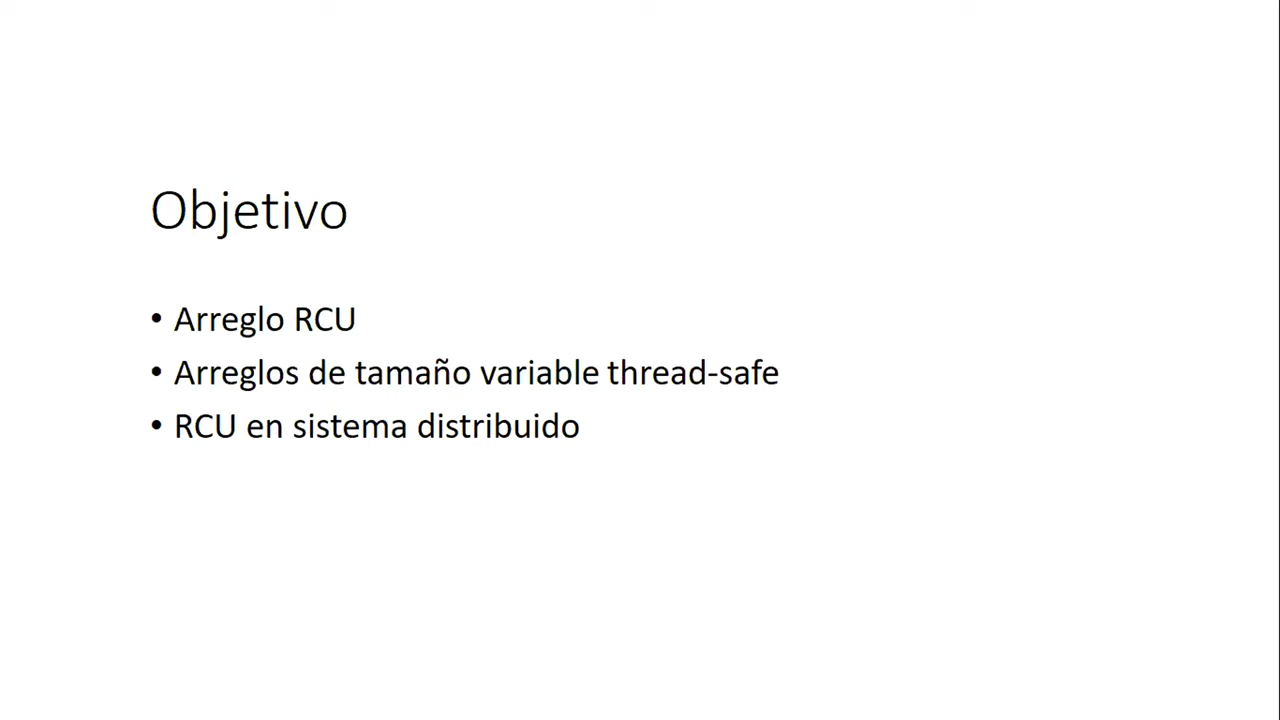 Objetivo
• Arreglo RCU
• Arreglos de tamaño variable thread-safe
• RCU en sistema distribuido